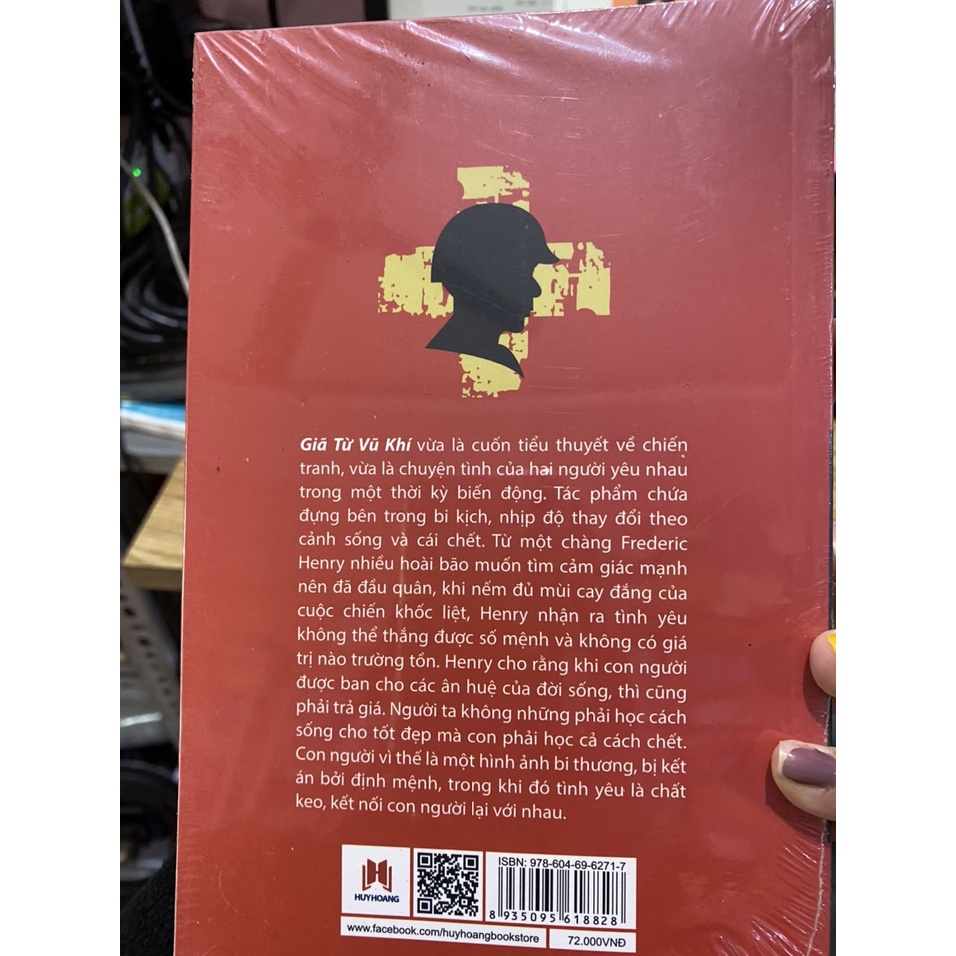 Giã Từ Vũ Khí vừa là cuốn tiểu thuyết về chiến
tranh, vừa là chuyện tình của hai người yêu nhau
trong một thời kỳ biến động. Tác phẩm chứa
đựng bên trong bi kịch, nhịp độ thay đổi theo
cảnh sống và cái chết. Từ một chàng Frederic
Henry nhiều hoài bão muốn tìm cảm giác mạnh
nên đã đầu quân, khi nếm đủ mùi cay đắng của
cuộc chiến khốc liệt, Henry nhận ra tình yêu
không thể thắng được số mệnh và không có giá
trị nào trường tồn. Henry cho rằng khi con người
được ban cho các ân huệ của đời sống, thì cũng
phải trả giá. Người ta không những phải học cách
sống cho tốt đẹp mà con phải học cả cách chết.
Con người vì thế là một hình ảnh bi thương, bị kết
án bởi định mệnh, trong khi đó tình yêu là chất
keo, kết nối con người lại với nhau.
HUYHOANG
ISBN: 978-604-69-6271-7
8 935095 618828
www.facebook.com/huyhoangbookstore
72.000VNĐ